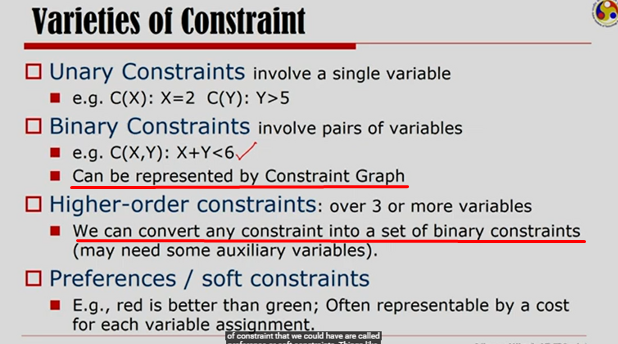 Varieties of Constraint
Unary Constraints involve a single variable
e.g. C(X): X=2 C(Y): Y>5
Binary Constraints involve pairs of variables
e.g. C(X,Y): X+Y<6
Can be represented by Constraint Graph
Higher-order constraints: over 3 or more variables
We can convert any constraint into a set of binary constraints
(may need some auxiliary variables).
Preferences / soft constraints
E.g., red is better than green; Often representable by a cost
for each variable assignment.
of constraint that we could have are called